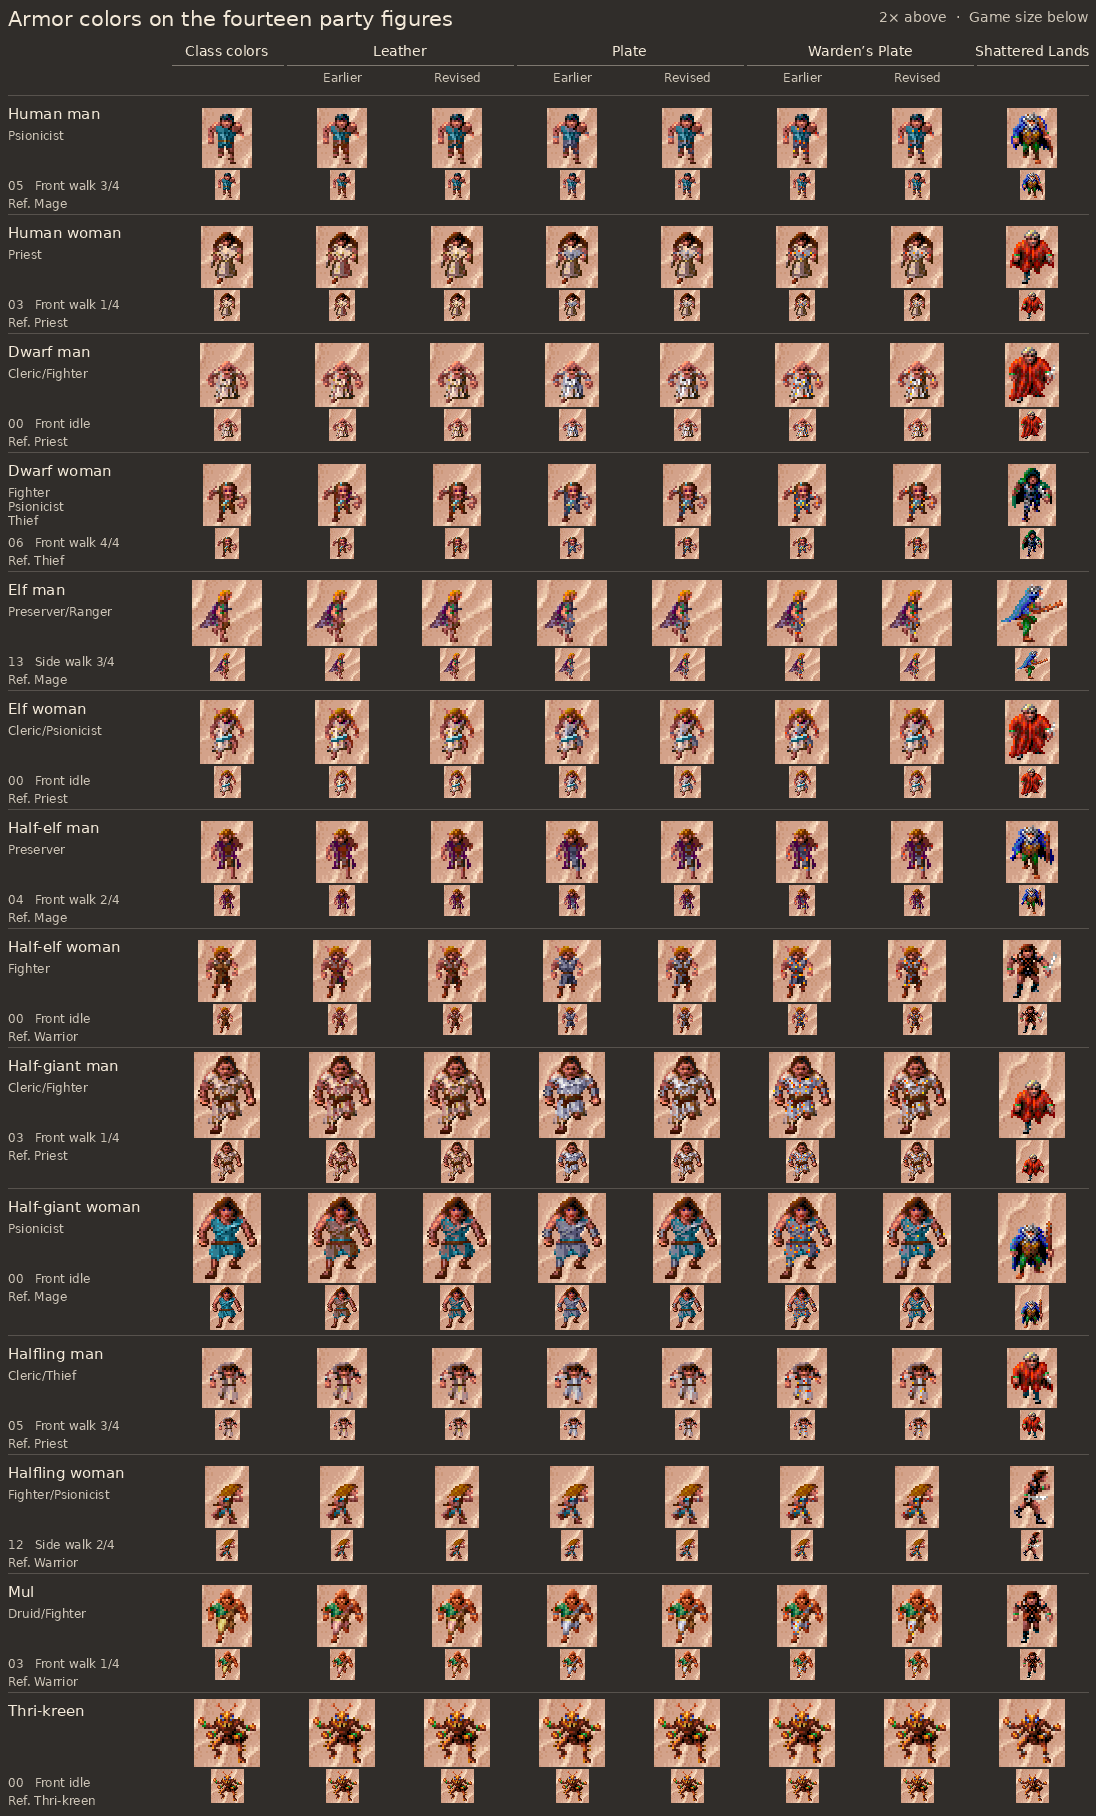 Armor colors on the fourteen party figures
2× above · Game size below
Class colors Leather Plate Warden’s Plate Shattered Lands
Earlier Revised Earlier Revised Earlier Revised
Human man
Psionicist
05 Front walk 3/4
Ref. Mage
Human woman
Priest
03 Front walk 1/4
Ref. Priest
Dwarf man
Cleric/Fighter
00 Front idle
Ref. Priest
Dwarf woman
Fighter
Psionicist
Thief
06 Front walk 4/4
Ref. Thief
Elf man
Preserver/Ranger
13 Side walk 3/4
Ref. Mage
Elf woman
Cleric/Psionicist
00 Front idle
Ref. Priest
Half-elf man
Preserver
04 Front walk 2/4
Ref. Mage
Half-elf woman
Fighter
00 Front idle
Ref. Warrior
Half-giant man
Cleric/Fighter
03 Front walk 1/4
Ref. Priest
Half-giant woman
Psionicist
00 Front idle
Ref. Mage
Halfling man
Cleric/Thief
05 Front walk 3/4
Ref. Priest
Halfling woman
Fighter/Psionicist
12 Side walk 2/4
Ref. Warrior
Mul
Druid/Fighter
03 Front walk 1/4
Ref. Warrior
Thri-kreen
00 Front idle
Ref. Thri-kreen